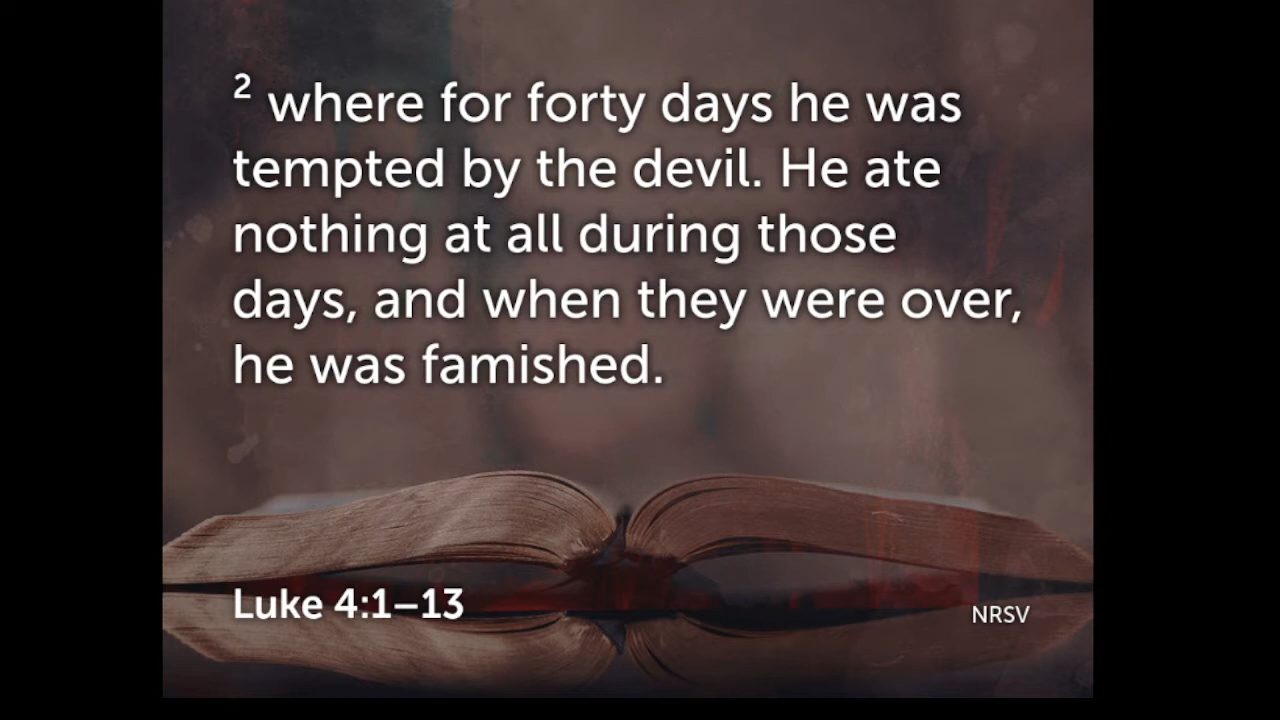 ² where for forty days he was
tempted by the devil. He ate
nothing at all during those
days, and when they were over,
he was famished.
Luke 4:1–13
NRSV